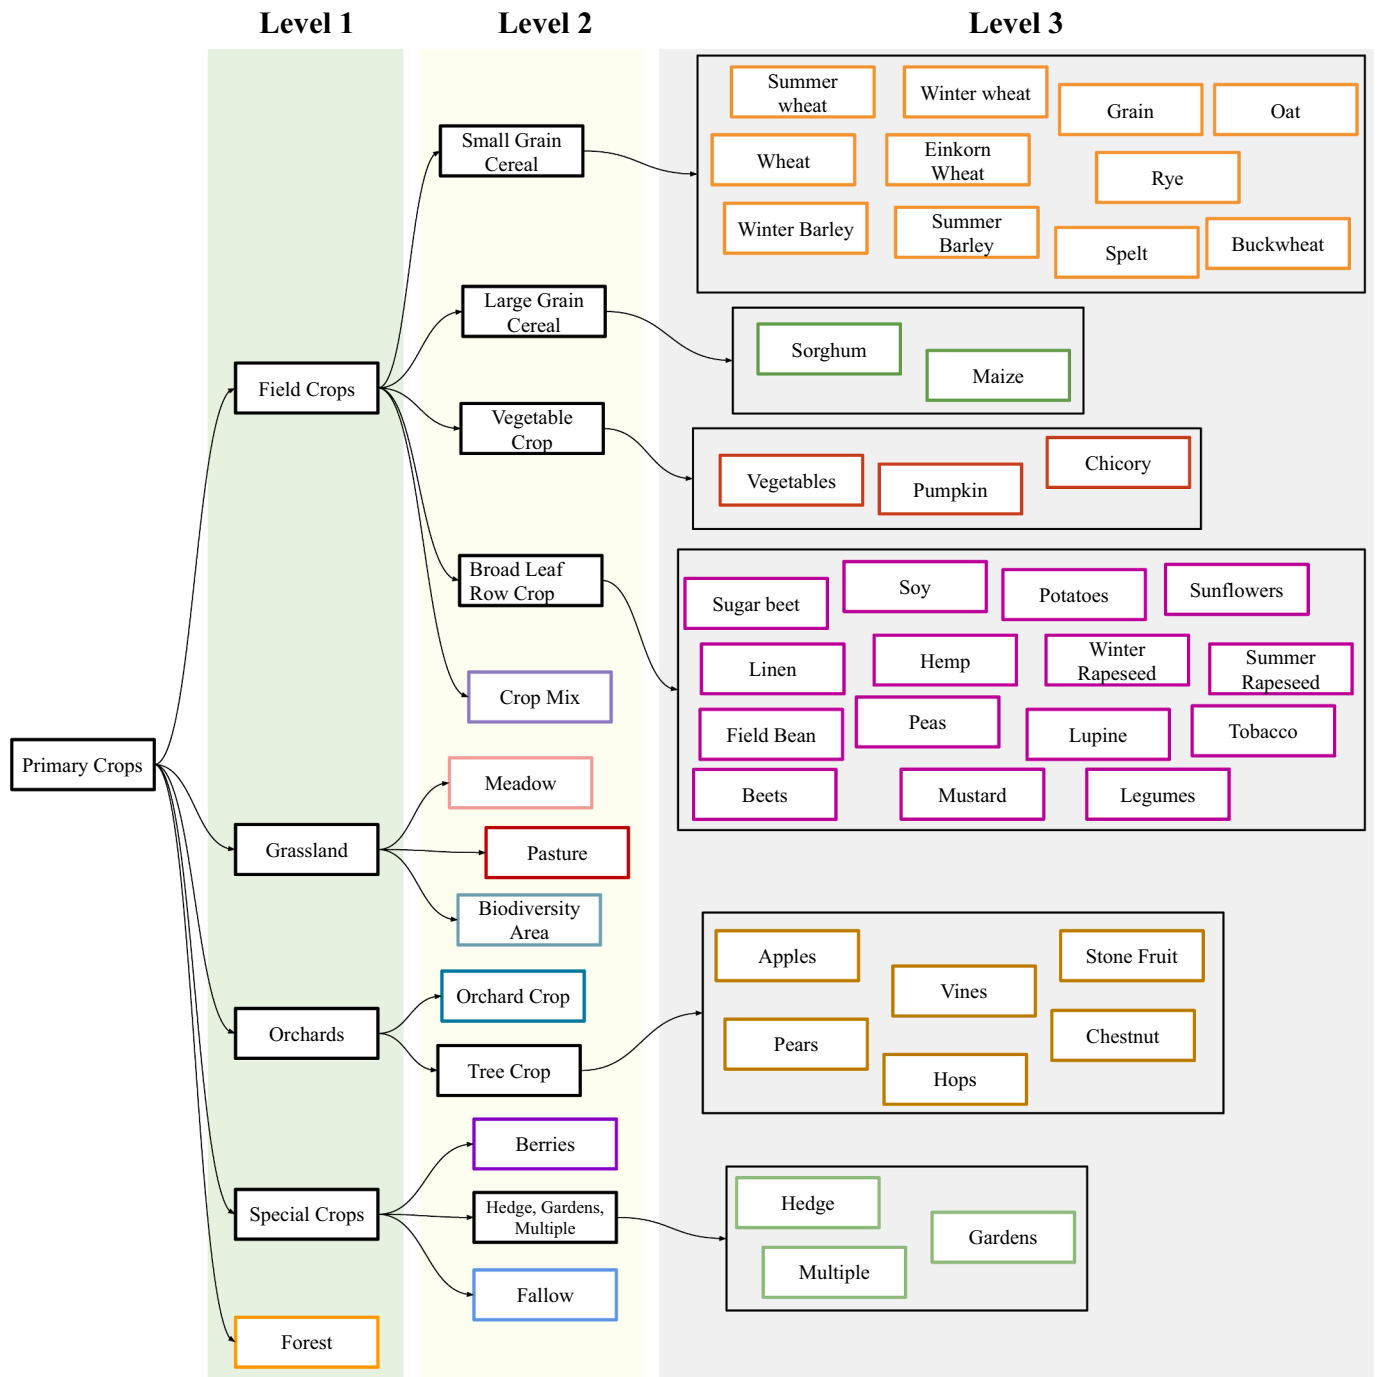 Level 1
Level 2
Level 3
Primary Crops
Field Crops
Grassland
Orchards
Special Crops
Forest
Small Grain
Cereal
Large Grain
Cereal
Vegetable
Crop
Broad Leaf
Row Crop
Crop Mix
Meadow
Pasture
Biodiversity
Area
Orchard Crop
Tree Crop
Berries
Hedge, Gardens,
Multiple
Fallow
Summer
wheat
Winter wheat
Grain
Oat
Wheat
Einkorn
Wheat
Rye
Winter Barley
Summer
Barley
Spelt
Buckwheat
Sorghum
Maize
Vegetables
Pumpkin
Chicory
Sugar beet
Soy
Potatoes
Sunflowers
Linen
Hemp
Winter
Rapeseed
Summer
Rapeseed
Field Bean
Peas
Lupine
Tobacco
Beets
Mustard
Legumes
Apples
Vines
Stone Fruit
Pears
Hops
Chestnut
Hedge
Gardens
Multiple